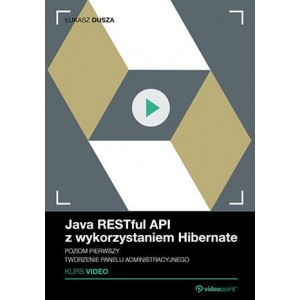 ŁUKASZ DUSZA
Java RESTful API
z wykorzystaniem Hibernate
POZIOM PIERWSZY
TWORZENIE PANELU ADMINISTRACYJNEGO
KURS VIDEO
videopoint